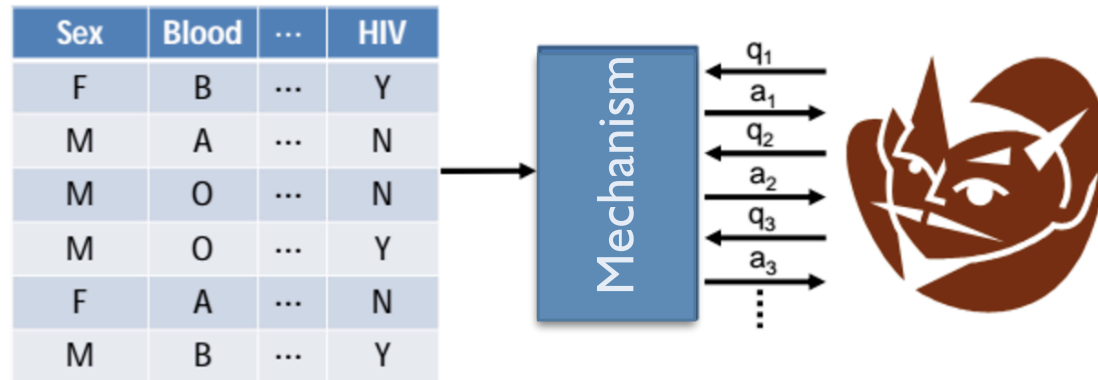 Sex Blood ... HIV
F B ... Y
M A ... N
M O ... N
M O ... Y
F A ... N
M B ... Y
Mechanism
q1
a1
q2
a2
q3
a3